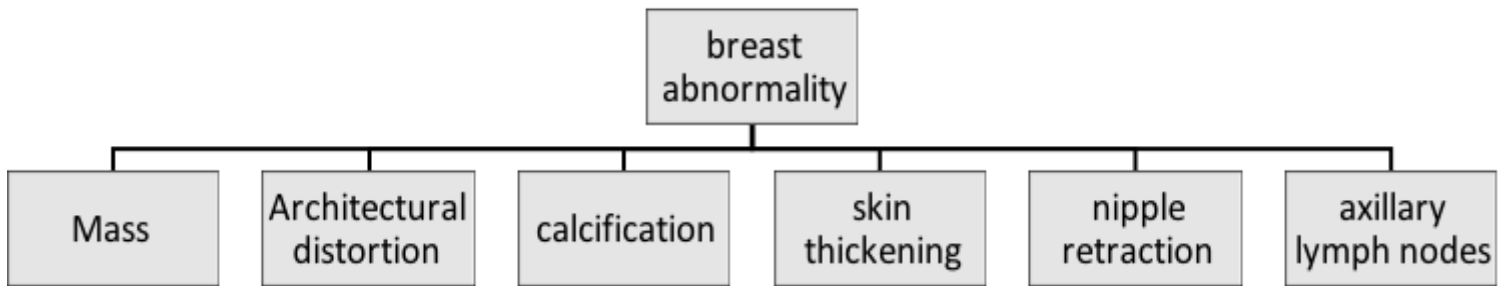 breast
abnormality
Mass
Architectural
distortion
calcification
skin
thickening
nipple
retraction
axillary
lymph nodes